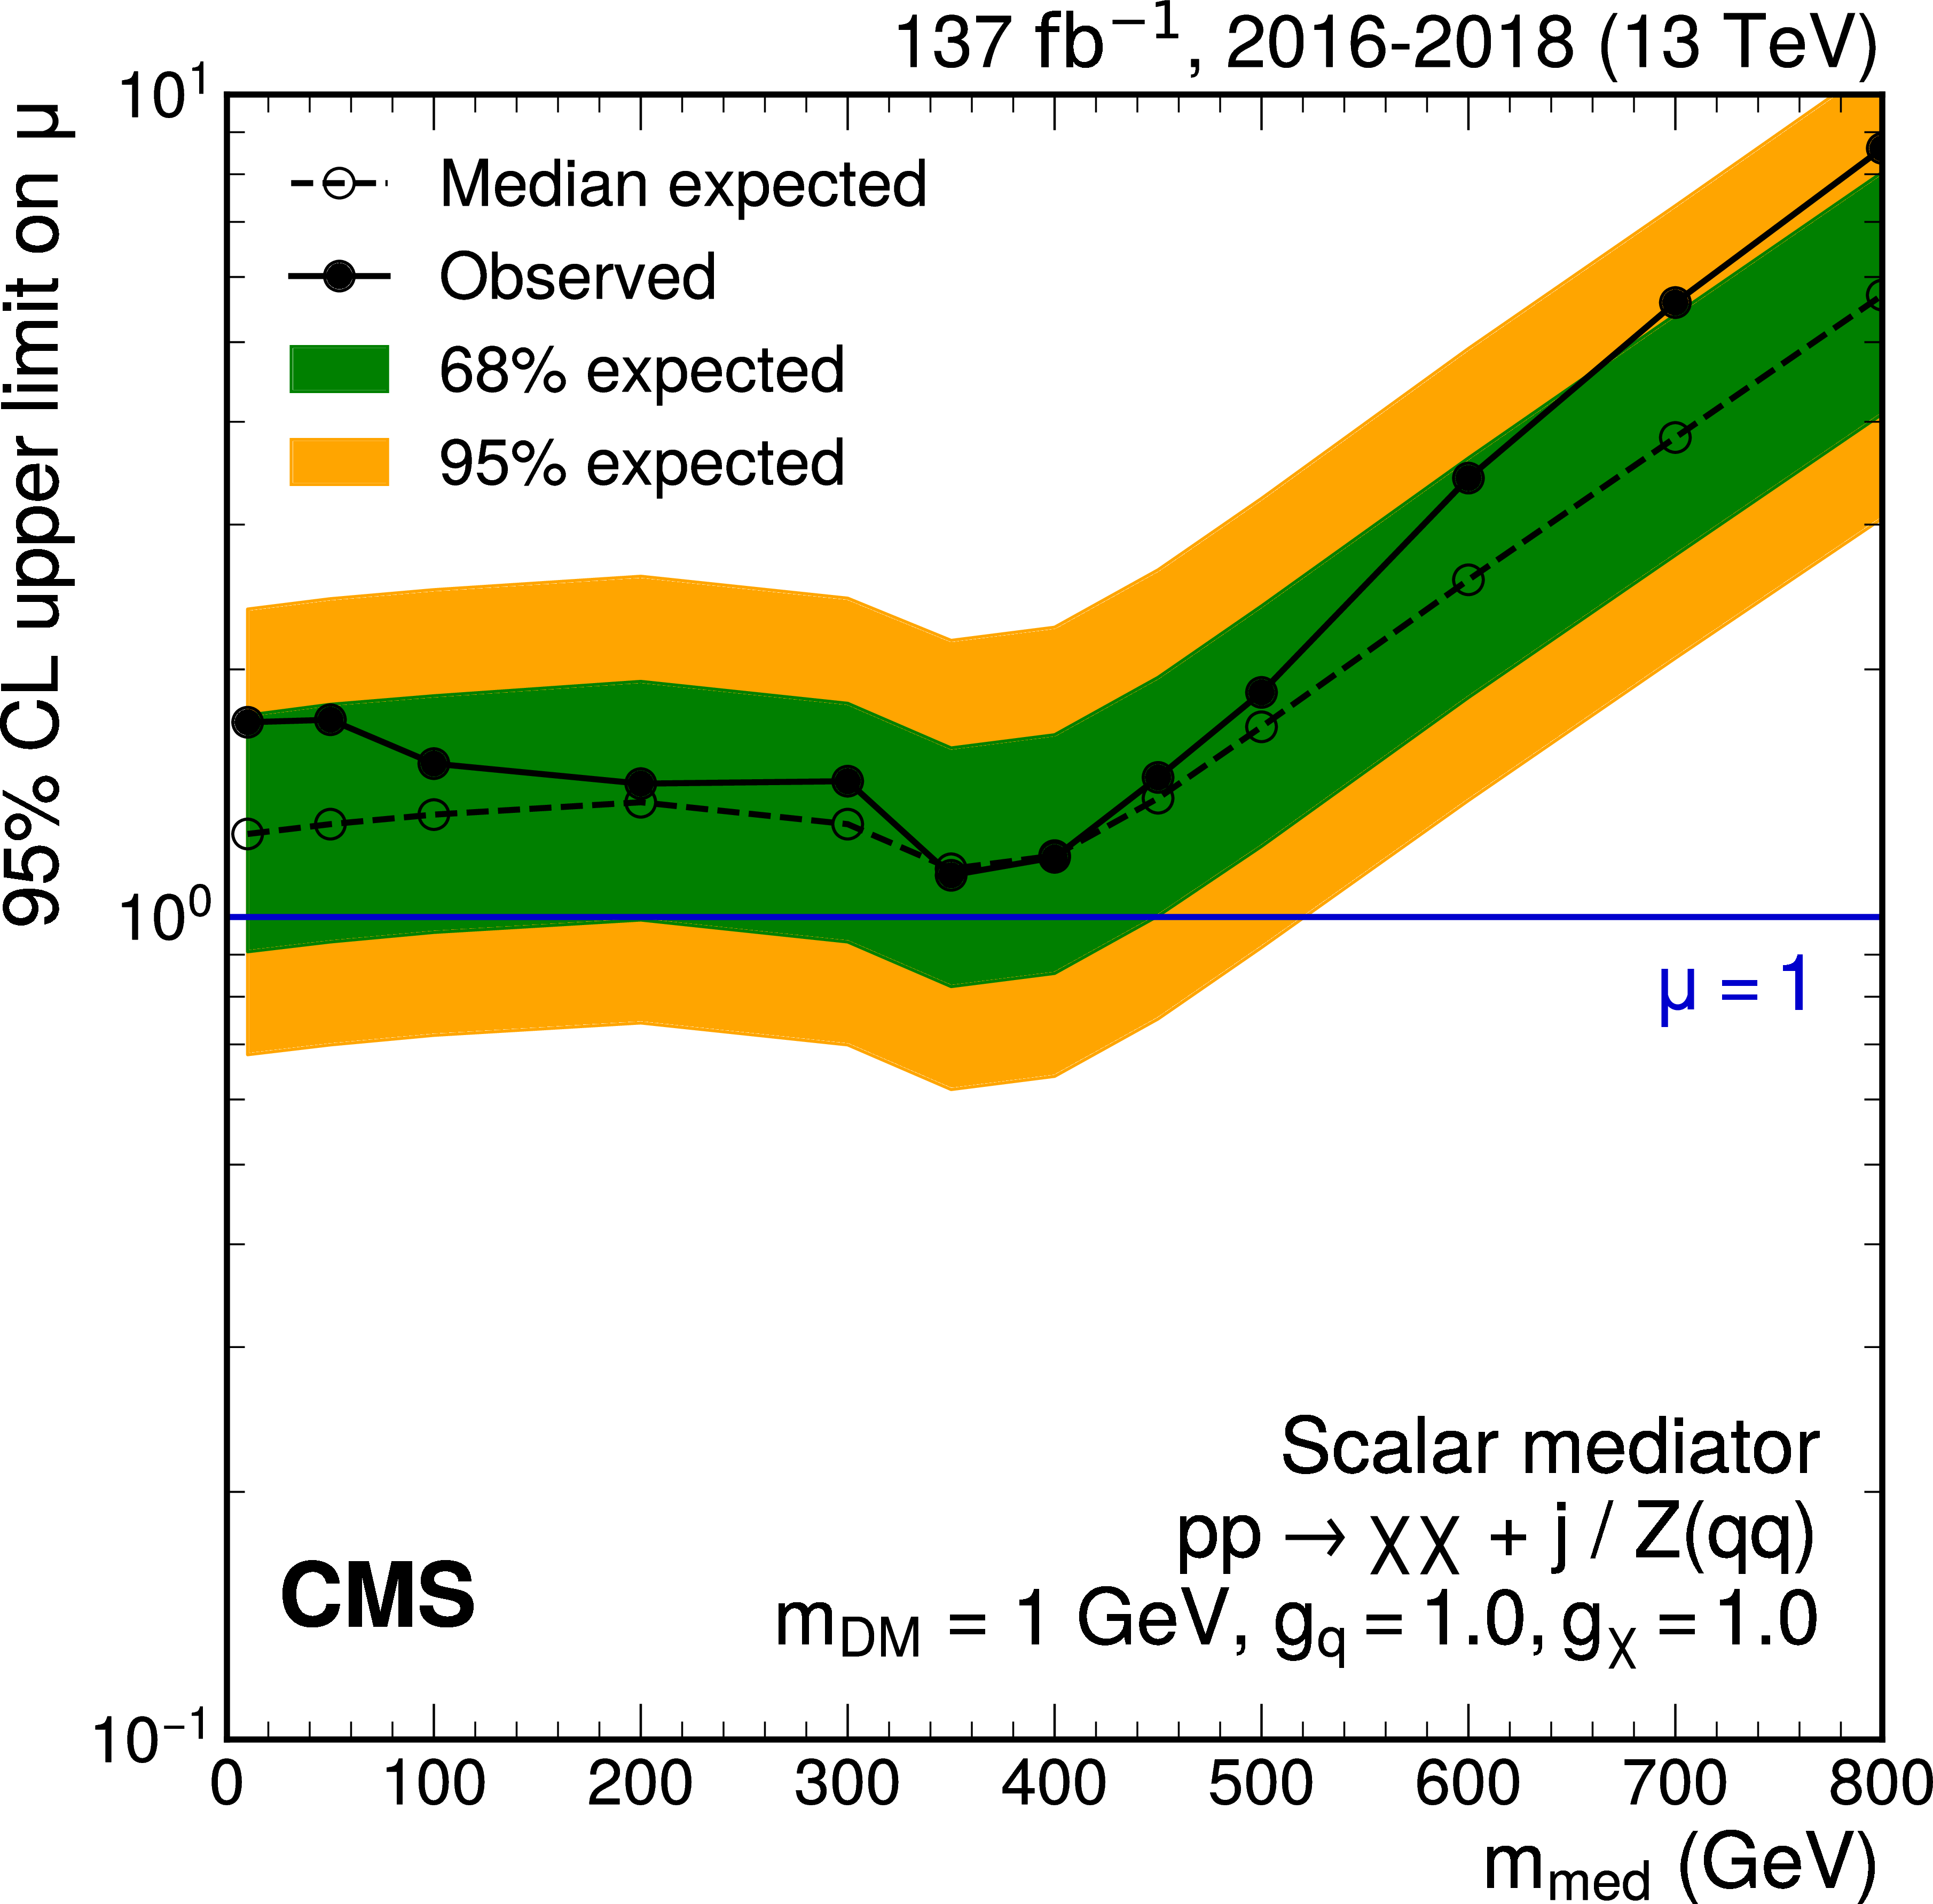 137 fb⁻¹, 2016-2018 (13 TeV)
95% CL upper limit on μ
10¹
10⁰
10⁻¹
Median expected
Observed
68% expected
95% expected
μ = 1
Scalar mediator
pp → χχ + j / Z(qq)
m_DM = 1 GeV, g_q = 1.0, g_χ = 1.0
CMS
0 100 200 300 400 500 600 700 800
m_med (GeV)